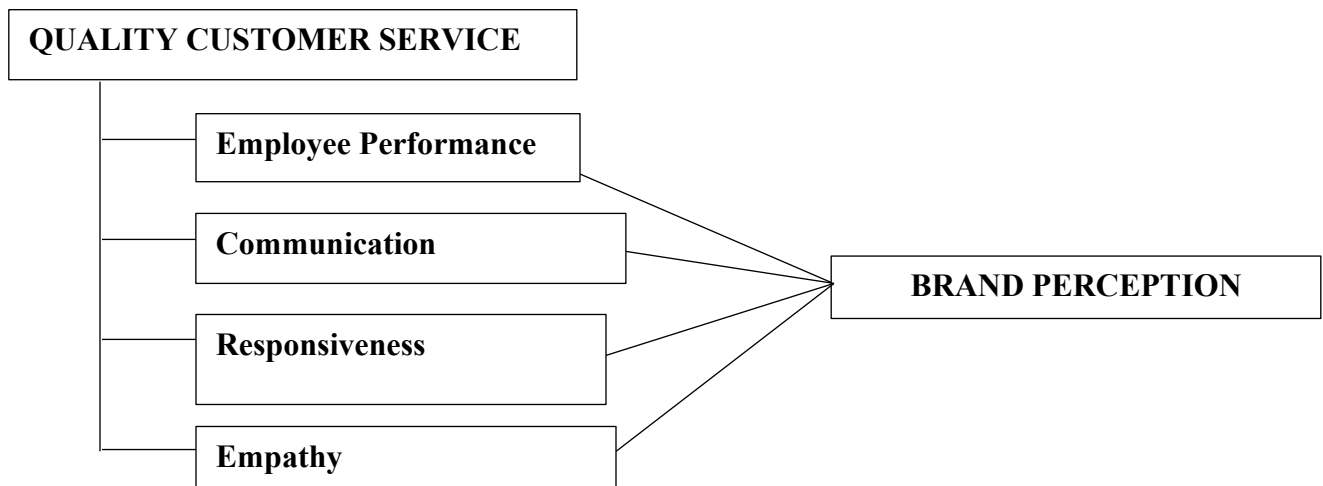 QUALITY CUSTOMER SERVICE
Employee Performance
Communication
Responsiveness
Empathy
BRAND PERCEPTION